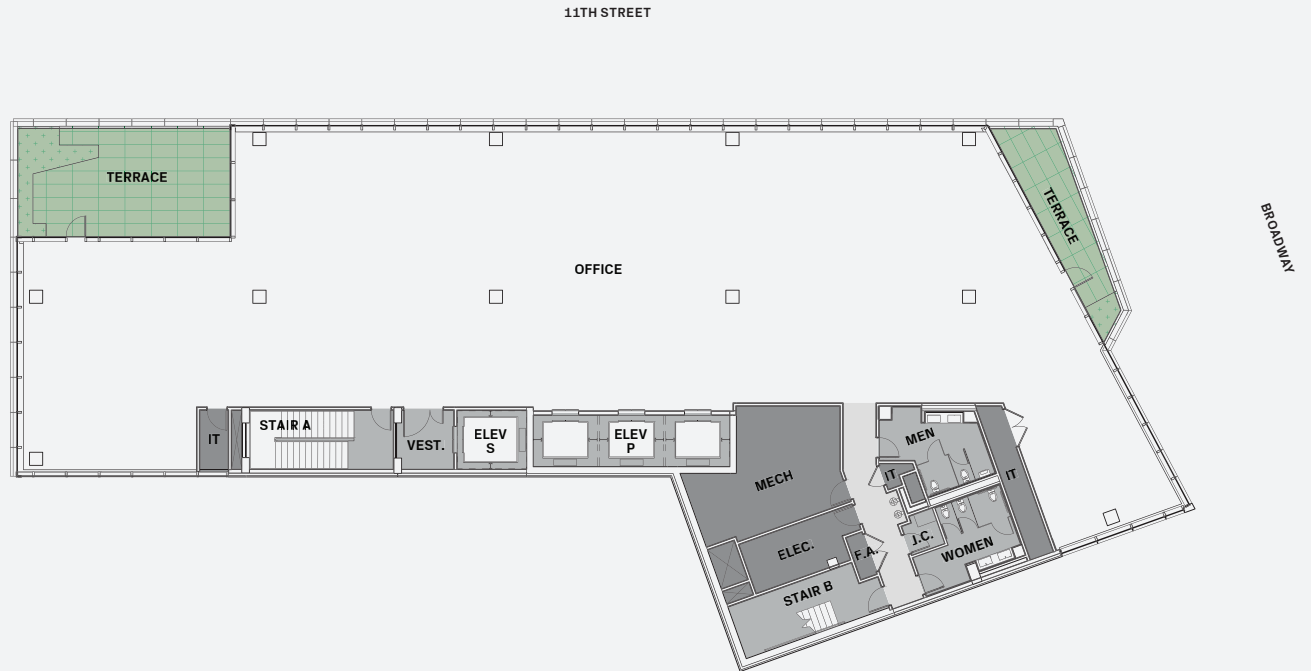 11TH STREET
TERRACE
TERRACE
BROADWAY
OFFICE
IT
STAIR A
VEST.
ELEV
S
ELEV
P
MECH
MEN
IT
IT
ELEC.
F.A.
J.C.
WOMEN
STAIR B